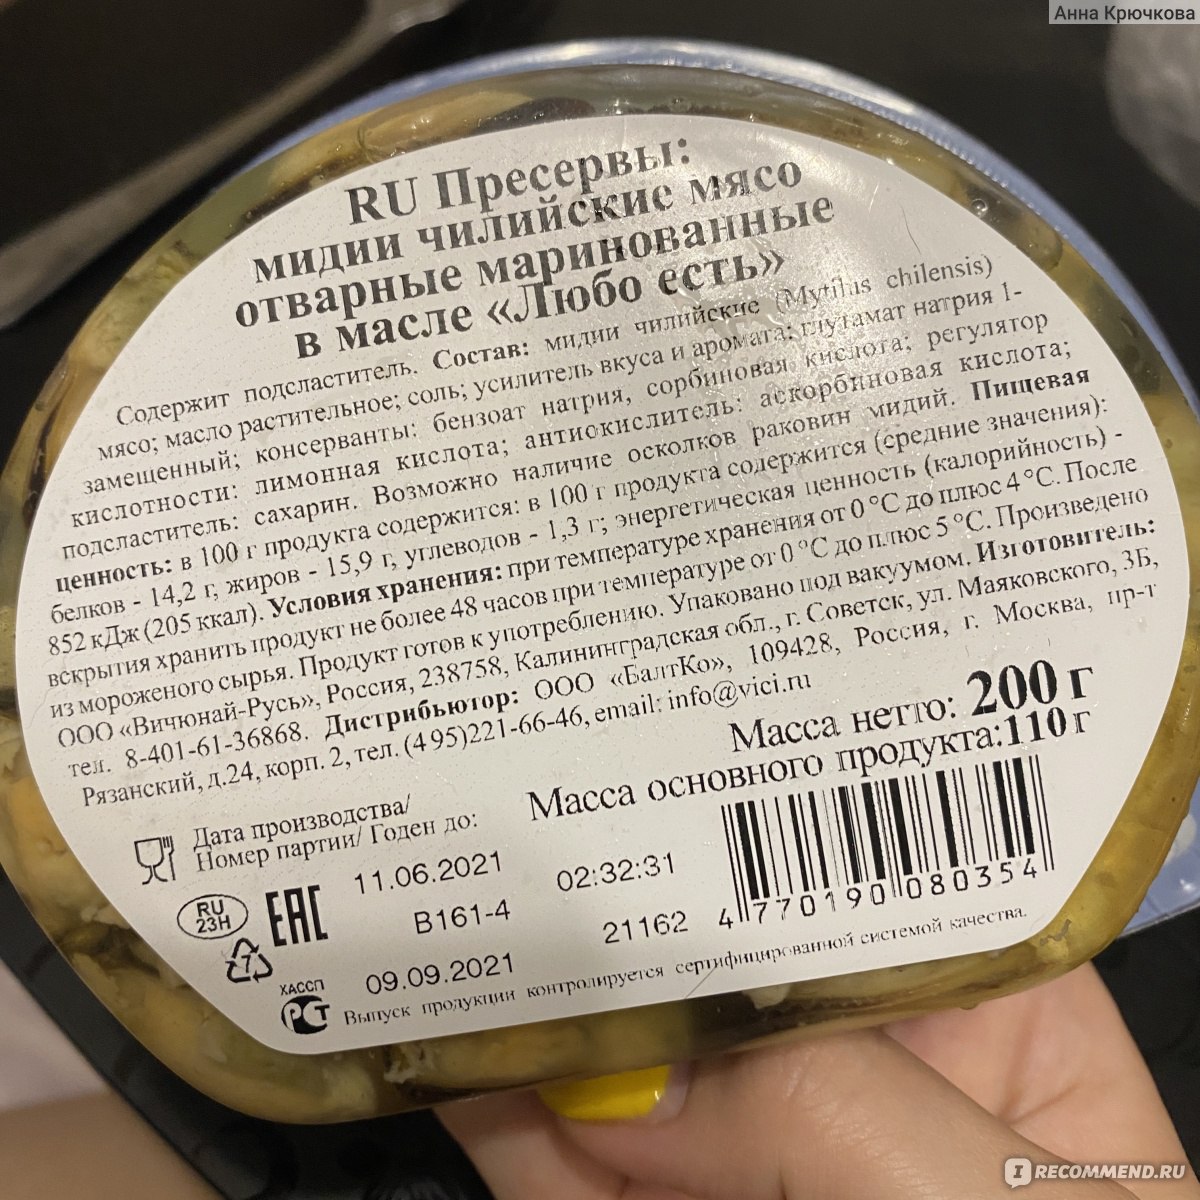 Анна Крючкова
RU Пресервы:
мидии чилийские мясо
отварные маринованные
в масле «Любо есть»
Содержит подсластитель. Состав: мидии чилийские (Mytilus chilensis)
мясо; масло растительное; соль; усилитель вкуса и аромата: глутамат натрия 1-
замещенный; консерванты: бензоат натрия, сорбиновая кислота; регулятор
кислотности: лимонная кислота; антиокислитель: аскорбиновая кислота;
подсластитель: сахарин. Возможно наличие осколков раковин мидий. Пищевая
ценность: в 100 г продукта содержится: в 100 г продукта содержится (средние значения):
белков - 14,2 г, жиров - 15,9 г, углеводов - 1,3 г; энергетическая ценность (калорийность) -
852 кДж (205 ккал). Условия хранения: при температуре хранения от 0 °С до плюс 4 °С. После
вскрытия хранить продукт не более 48 часов при температуре от 0 °С до плюс 5 °С. Произведено
из мороженого сырья. Продукт готов к употреблению. Упаковано под вакуумом. Изготовитель:
ООО «Вичюнай-Русь», Россия, 238758, Калининградская обл., г. Советск, ул. Маяковского, 3Б,
тел. 8-401-61-36868. Дистрибьютор: ООО «БалтКо», 109428, Россия, г. Москва, пр-т
Рязанский, д.24, корп. 2, тел. (495)221-66-46, email: info@vici.ru
Масса нетто: 200 г
Масса основного продукта:110 г
Дата производства/
Номер партии/ Годен до:
11.06.2021 02:32:31
B161-4 21162
09.09.2021
4 770190 080354
RU
23H
EAC
7
ХАССП
РСТ
Выпуск продукции контролируется сертифицированной системой качества.
I RECOMMEND.RU